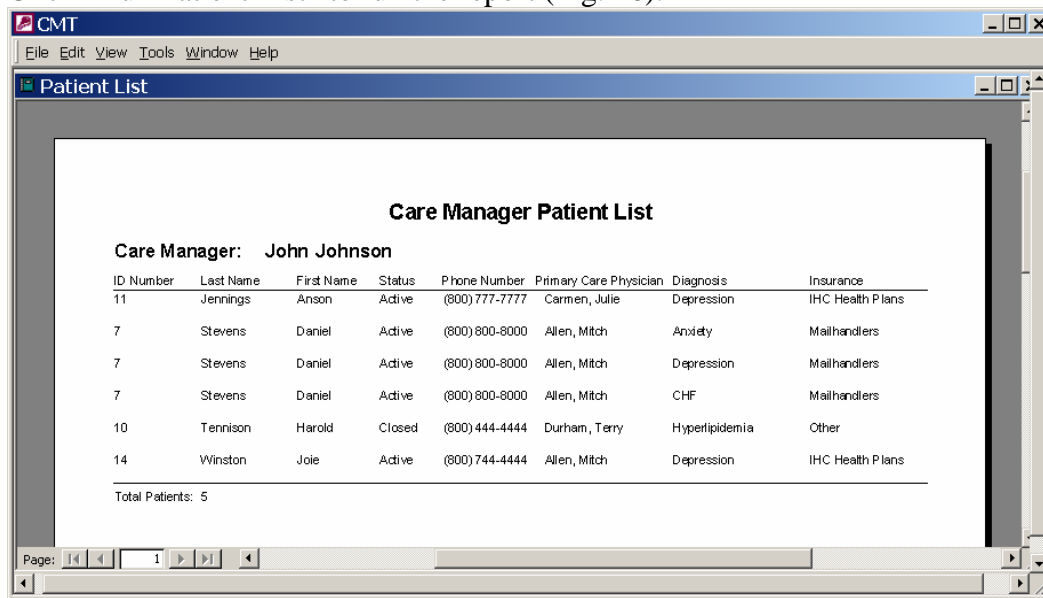 CMT
File Edit View Tools Window Help
Patient List
Care Manager Patient List
Care Manager: John Johnson
ID Number Last Name First Name Status Phone Number Primary Care Physician Diagnosis Insurance
11 Jennings Anson Active (800) 777-7777 Carmen, Julie Depression IHC Health Plans
7 Stevens Daniel Active (800) 800-8000 Allen, Mitch Anxiety Mailhandlers
7 Stevens Daniel Active (800) 800-8000 Allen, Mitch Depression Mailhandlers
7 Stevens Daniel Active (800) 800-8000 Allen, Mitch CHF Mailhandlers
10 Tennison Harold Closed (800) 444-4444 Durham, Terry Hyperlipidemia Other
14 Winston Joie Active (800) 744-4444 Allen, Mitch Depression IHC Health Plans
Total Patients: 5
Page: 1